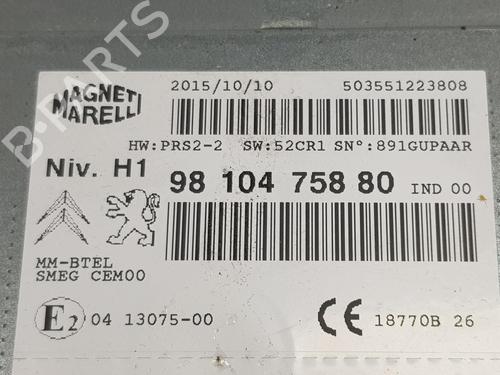 B-PARTS
MAGNETI MARELLI
2015/10/10 503551223808
HW:PRS2-2 SW:52CR1 SN°:891GUPAAR
Niv. H1 98 104 758 80 IND 00
MM-BTEL
SMEG CEM00
E2 04 13075-00 CE 18770B 26